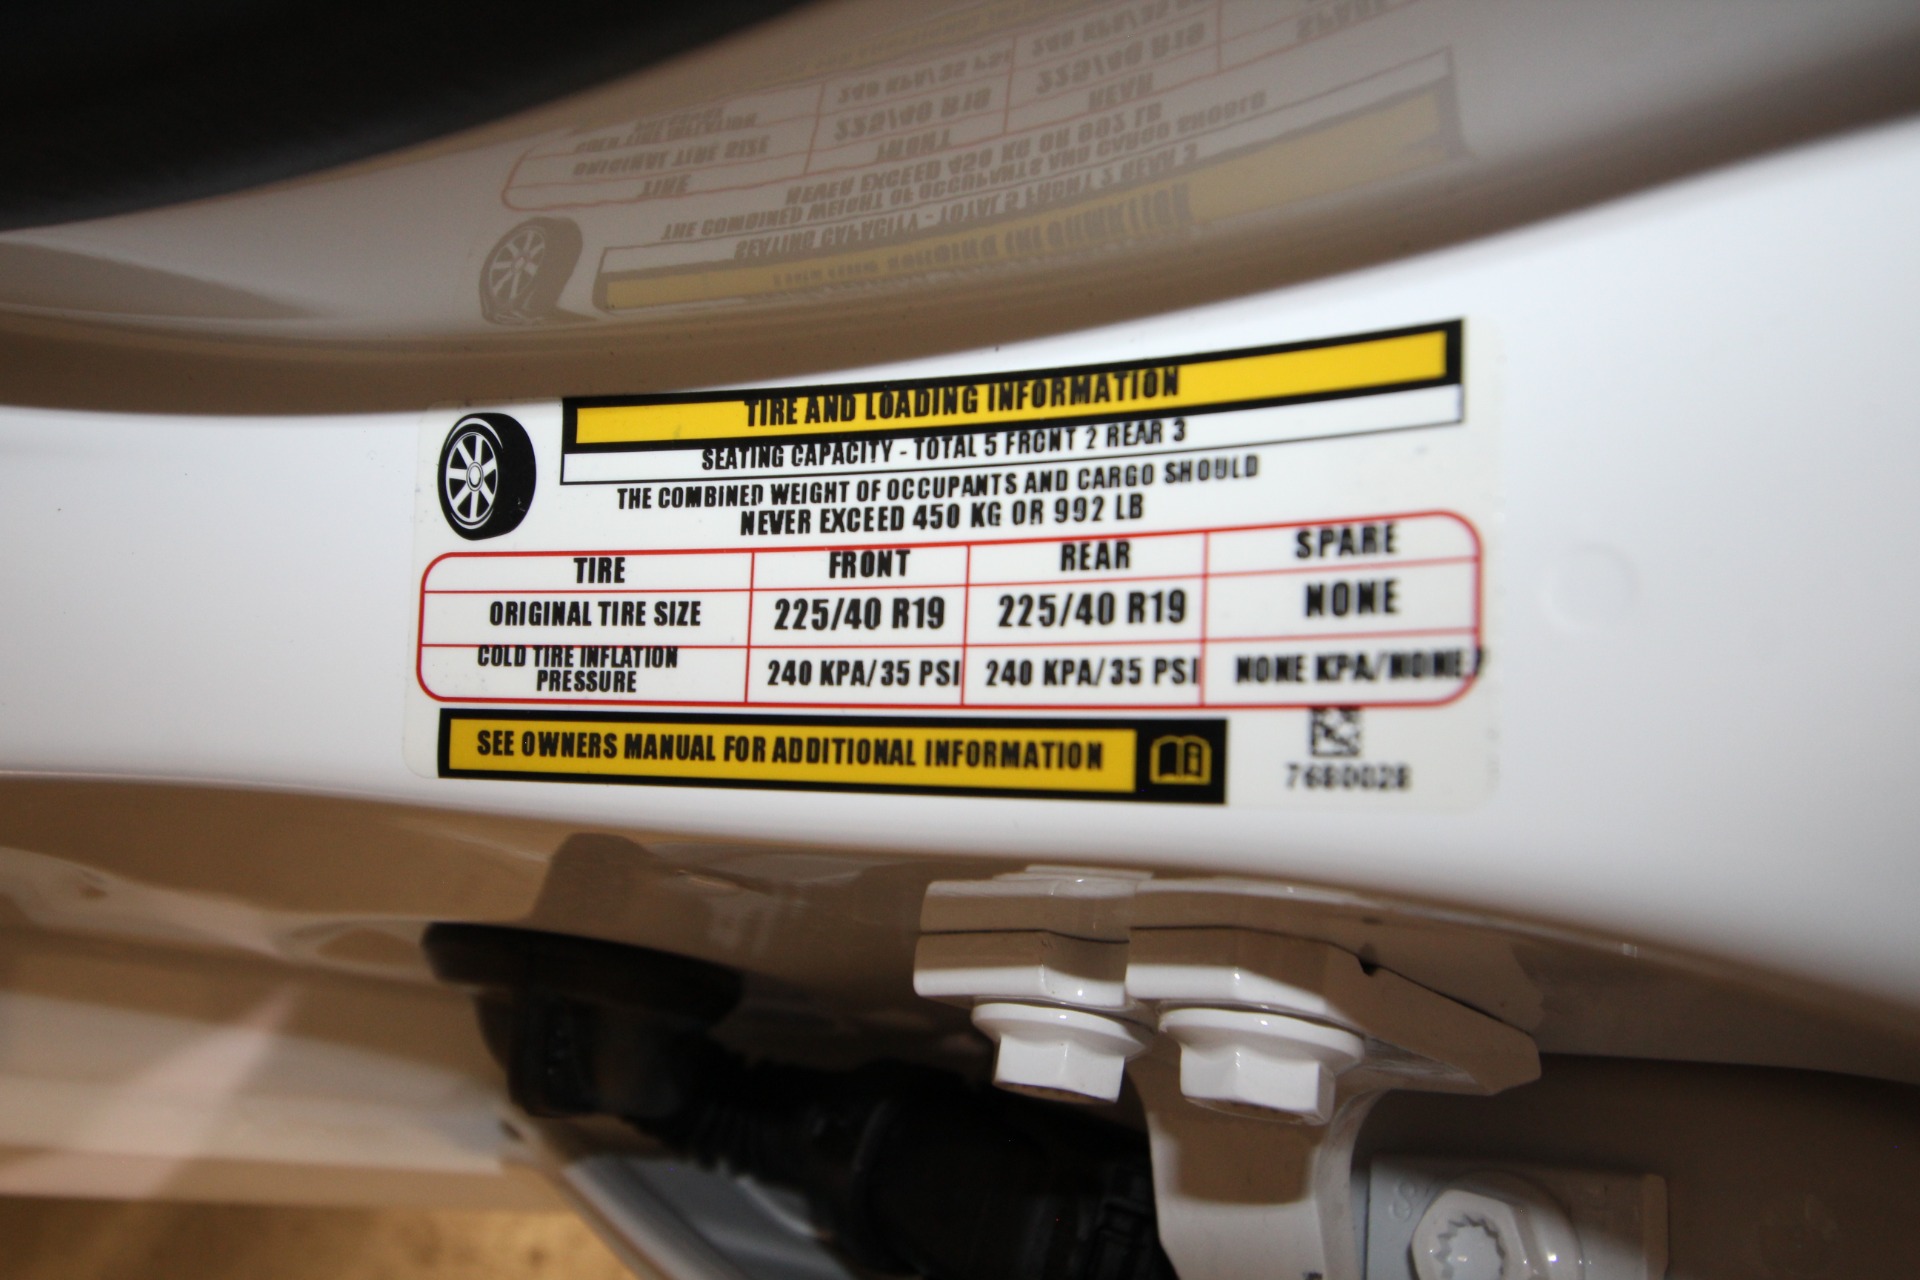 TIRE AND LOADING INFORMATION
SEATING CAPACITY - TOTAL 5 FRONT 2 REAR 3
THE COMBINED WEIGHT OF OCCUPANTS AND CARGO SHOULD
NEVER EXCEED 450 KG OR 992 LB
TIRE FRONT REAR SPARE
ORIGINAL TIRE SIZE 225/40 R19 225/40 R19 NONE
COLD TIRE INFLATION
PRESSURE 240 KPA/35 PSI 240 KPA/35 PSI NONE KPA/NONE
SEE OWNERS MANUAL FOR ADDITIONAL INFORMATION
7680028